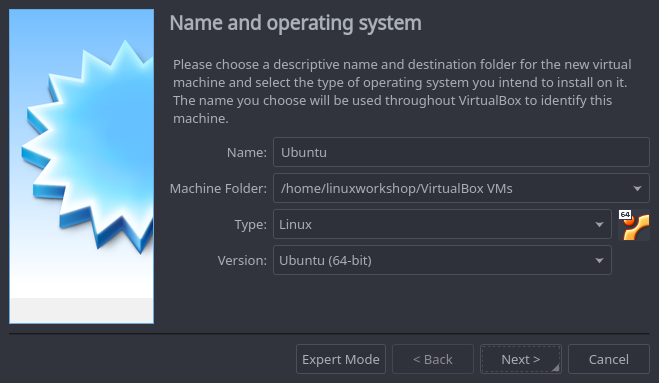 Name and operating system
Please choose a descriptive name and destination folder for the new virtual
machine and select the type of operating system you intend to install on it.
The name you choose will be used throughout VirtualBox to identify this
machine.
Name: Ubuntu
Machine Folder: /home/linuxworkshop/VirtualBox VMs
Type: Linux
64
Version: Ubuntu (64-bit)
Expert Mode < Back Next > Cancel